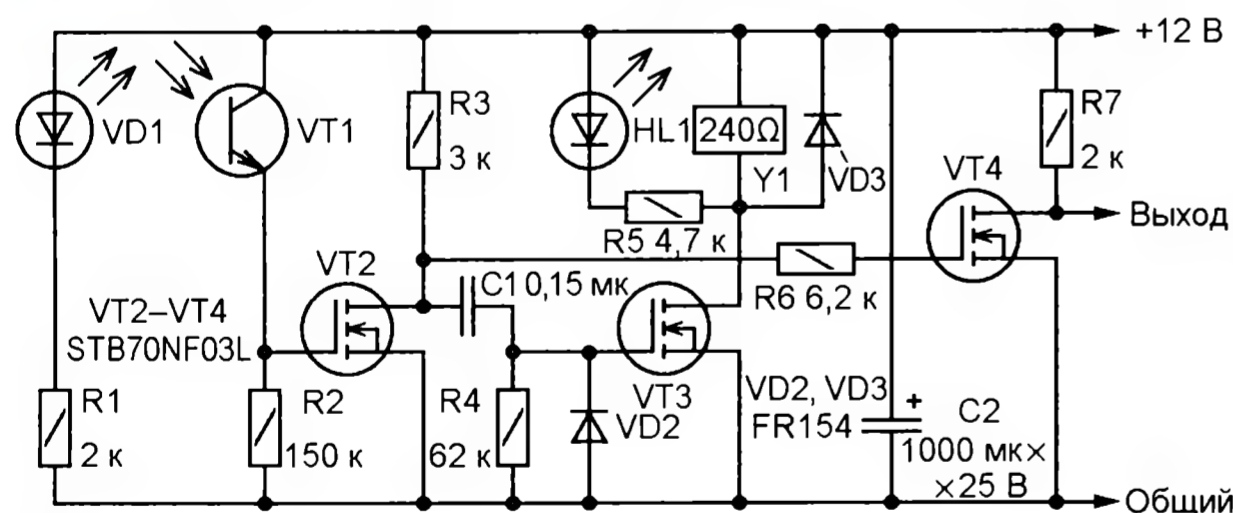 +12 В
VD1
VT1
R3
3 к
HL1
240Ω
Y1
VD3
R7
2 к
VT4
Выход
R5 4,7 к
VT2
C1 0,15 мк
R6 6,2 к
VT2–VT4
STB70NF03L
R1
2 к
R2
150 к
R4
62 к
VD2
VT3
VD2, VD3
FR154
+
C2
1000 мк×
×25 В
Общий